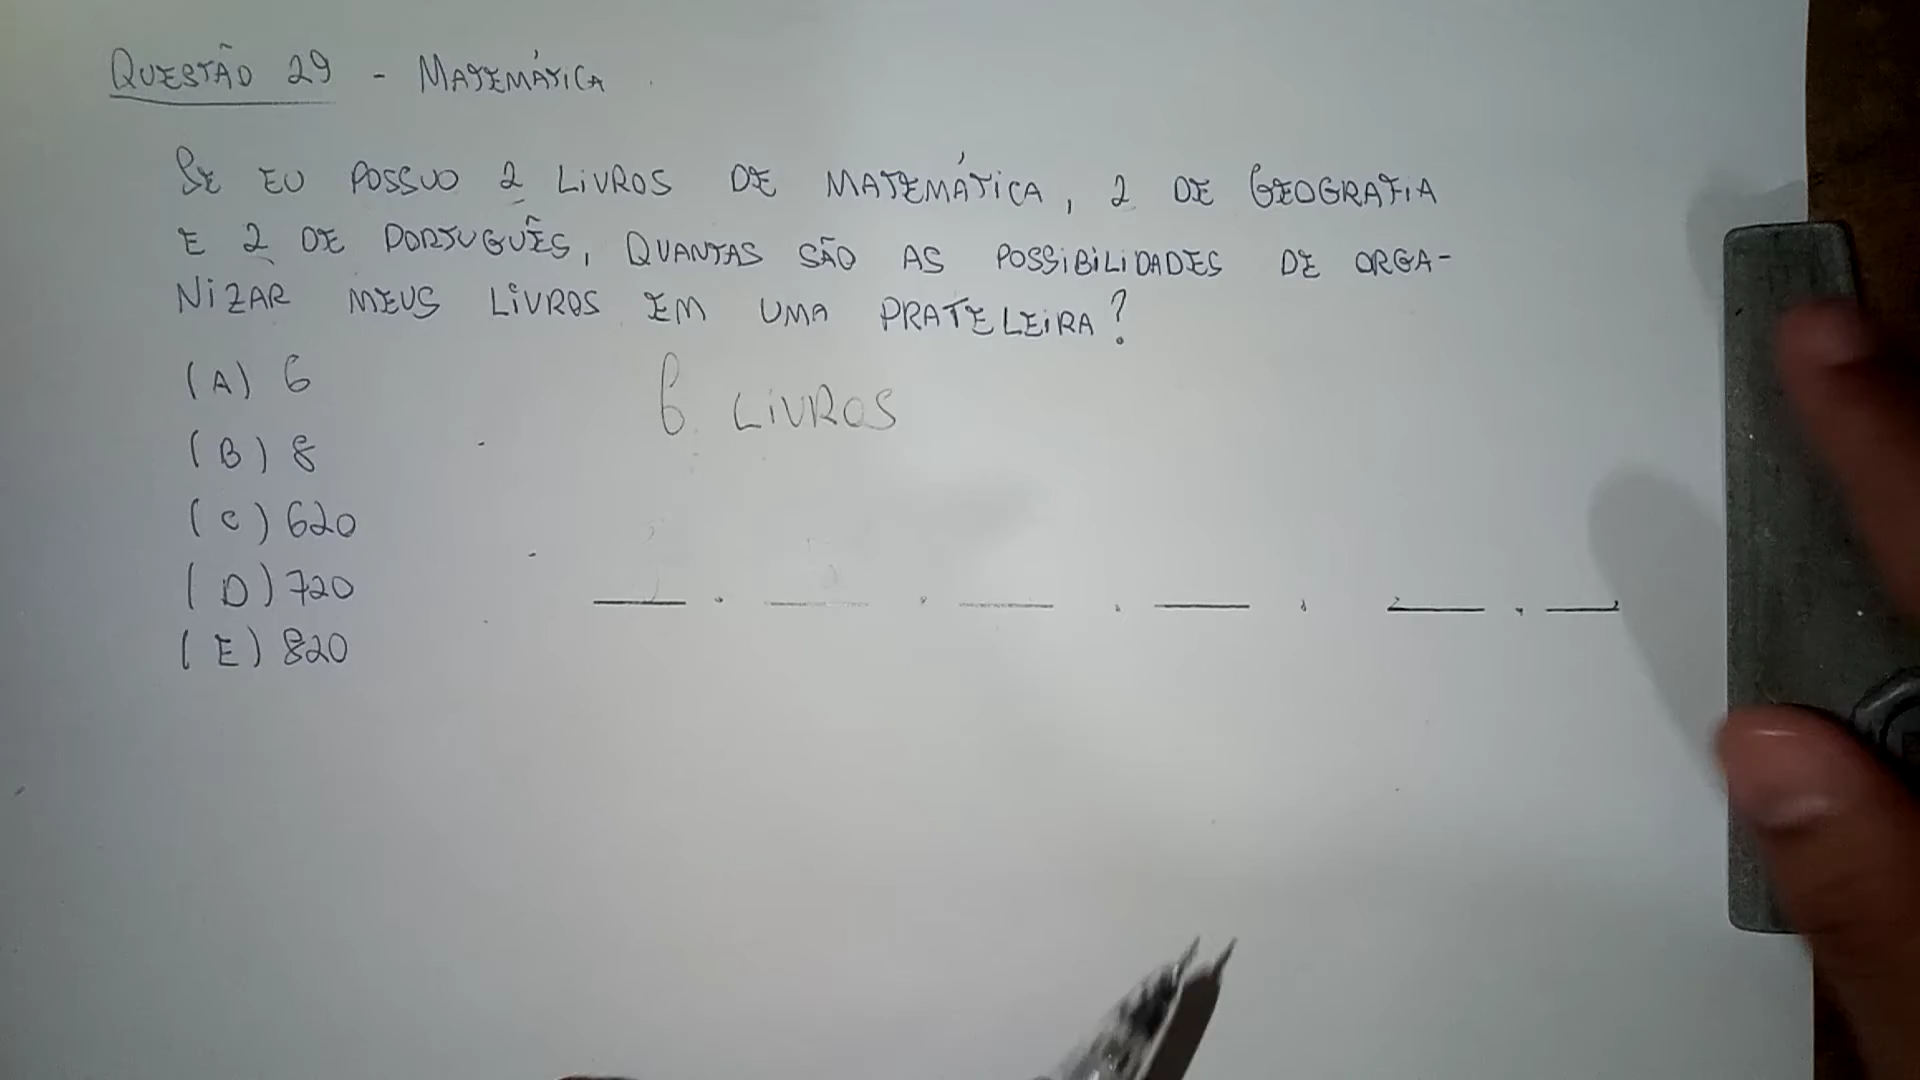 QUESTÃO 29 - MATEMÁTICA
SE EU POSSUO 2 LIVROS DE MATEMÁTICA, 2 DE GEOGRAFIA
E 2 DE PORTUGUÊS, QUANTAS SÃO AS POSSIBILIDADES DE ORGA-
NIZAR MEUS LIVROS EM UMA PRATELEIRA?
(A) 6
6 LIVROS
(B) 8
(C) 620
(D) 720
(E) 820